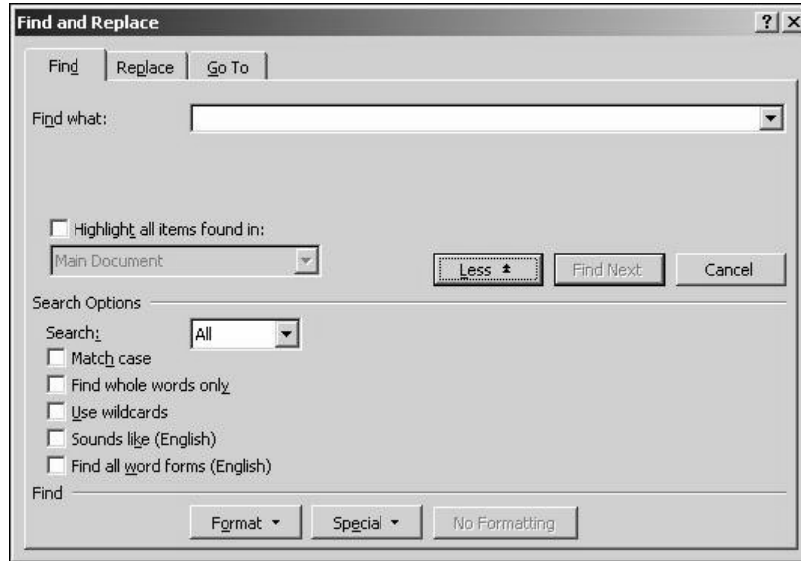 Find and Replace
Find Replace Go To
Find what:
Highlight all items found in:
Main Document Less Find Next Cancel
Search Options
Search: All
Match case
Find whole words only
Use wildcards
Sounds like (English)
Find all word forms (English)
Find
Format Special No Formatting